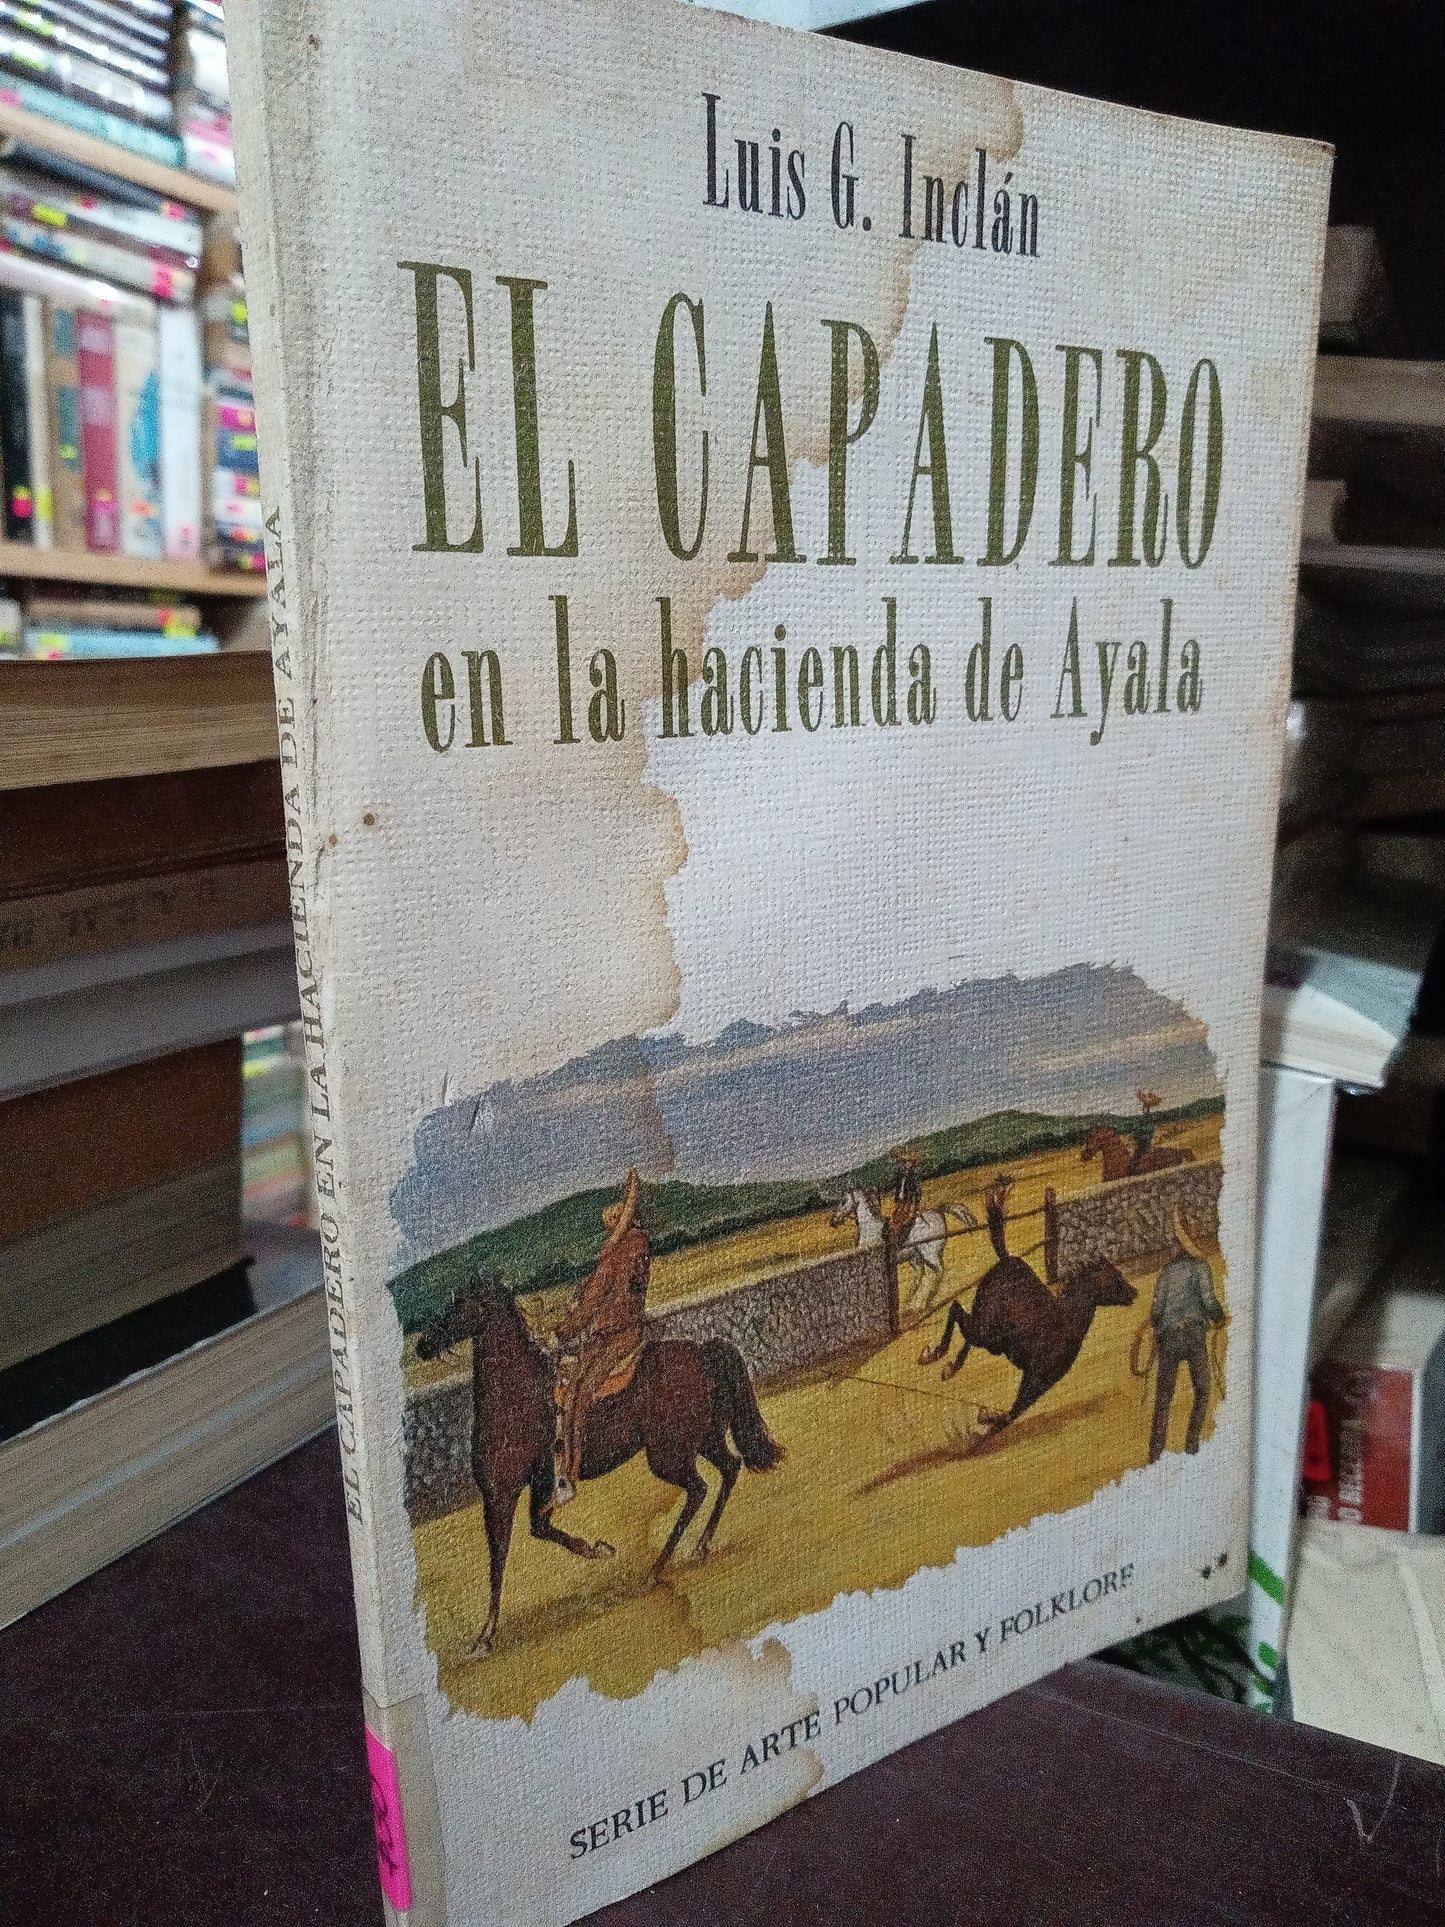 Luis G. Inclán
EL CAPADERO
en la hacienda de Ayala
SERIE DE ARTE POPULAR Y FOLKLORE
EL CAPADERO EN LA HACIENDA DE AYALA